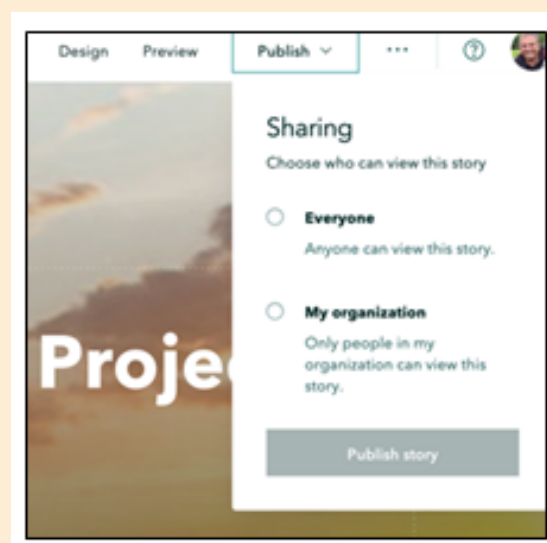 Design Preview Publish ...
Sharing
Choose who can view this story
Everyone
Anyone can view this story.
My organization
Only people in my
organization can view this
story.
Proje
Publish story